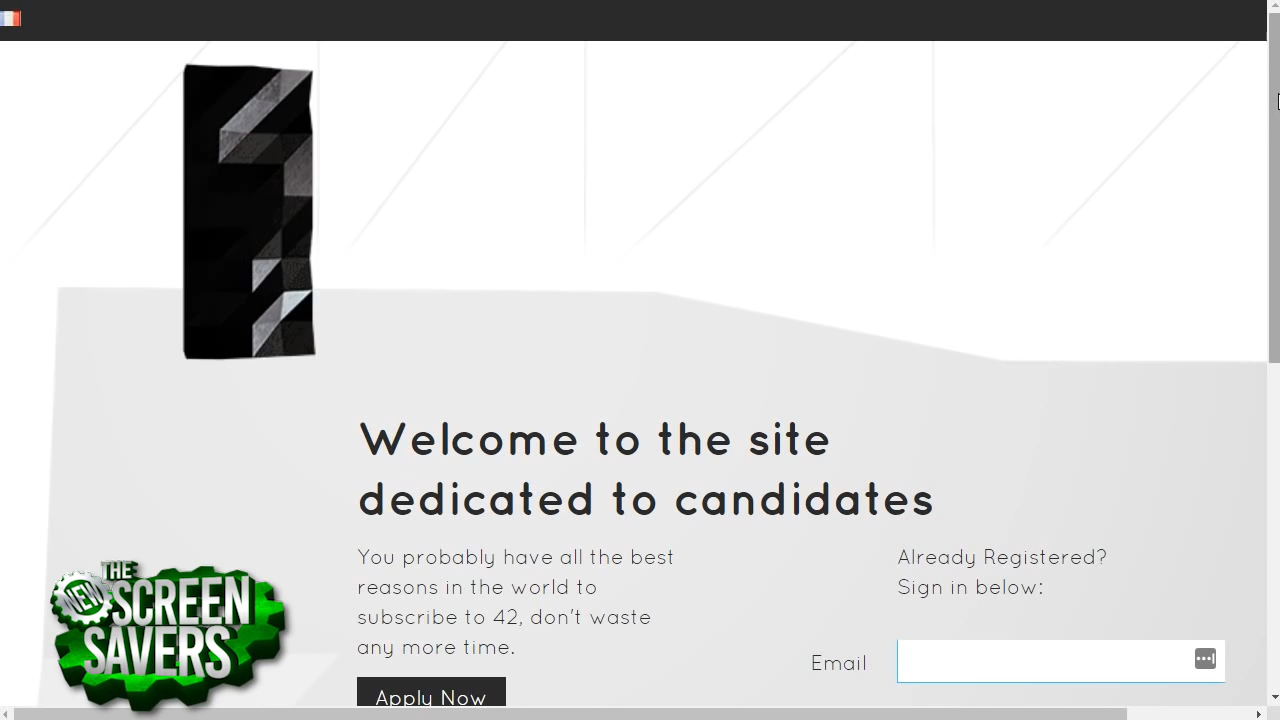 Welcome to the site
dedicated to candidates
You probably have all the best
reasons in the world to
subscribe to 42, don't waste
any more time.
Apply Now
Already Registered?
Sign in below:
Email
THE
NEW SCREEN
SAVERS